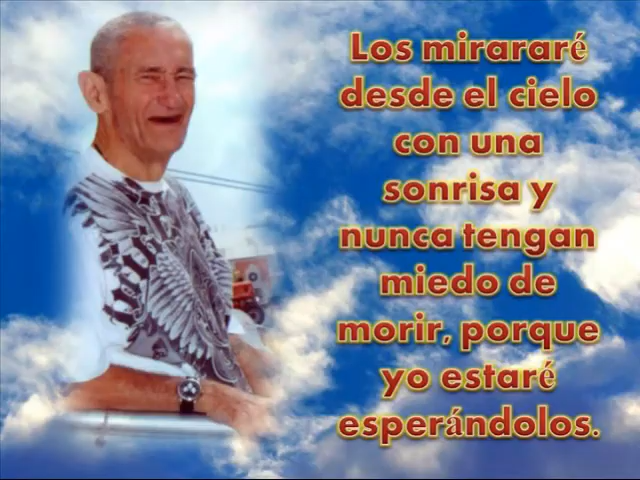 Los mirararé
desde el cielo
con una
sonrisa y
nunca tengan
miedo de
morir, porque
yo estaré
esperándolos.